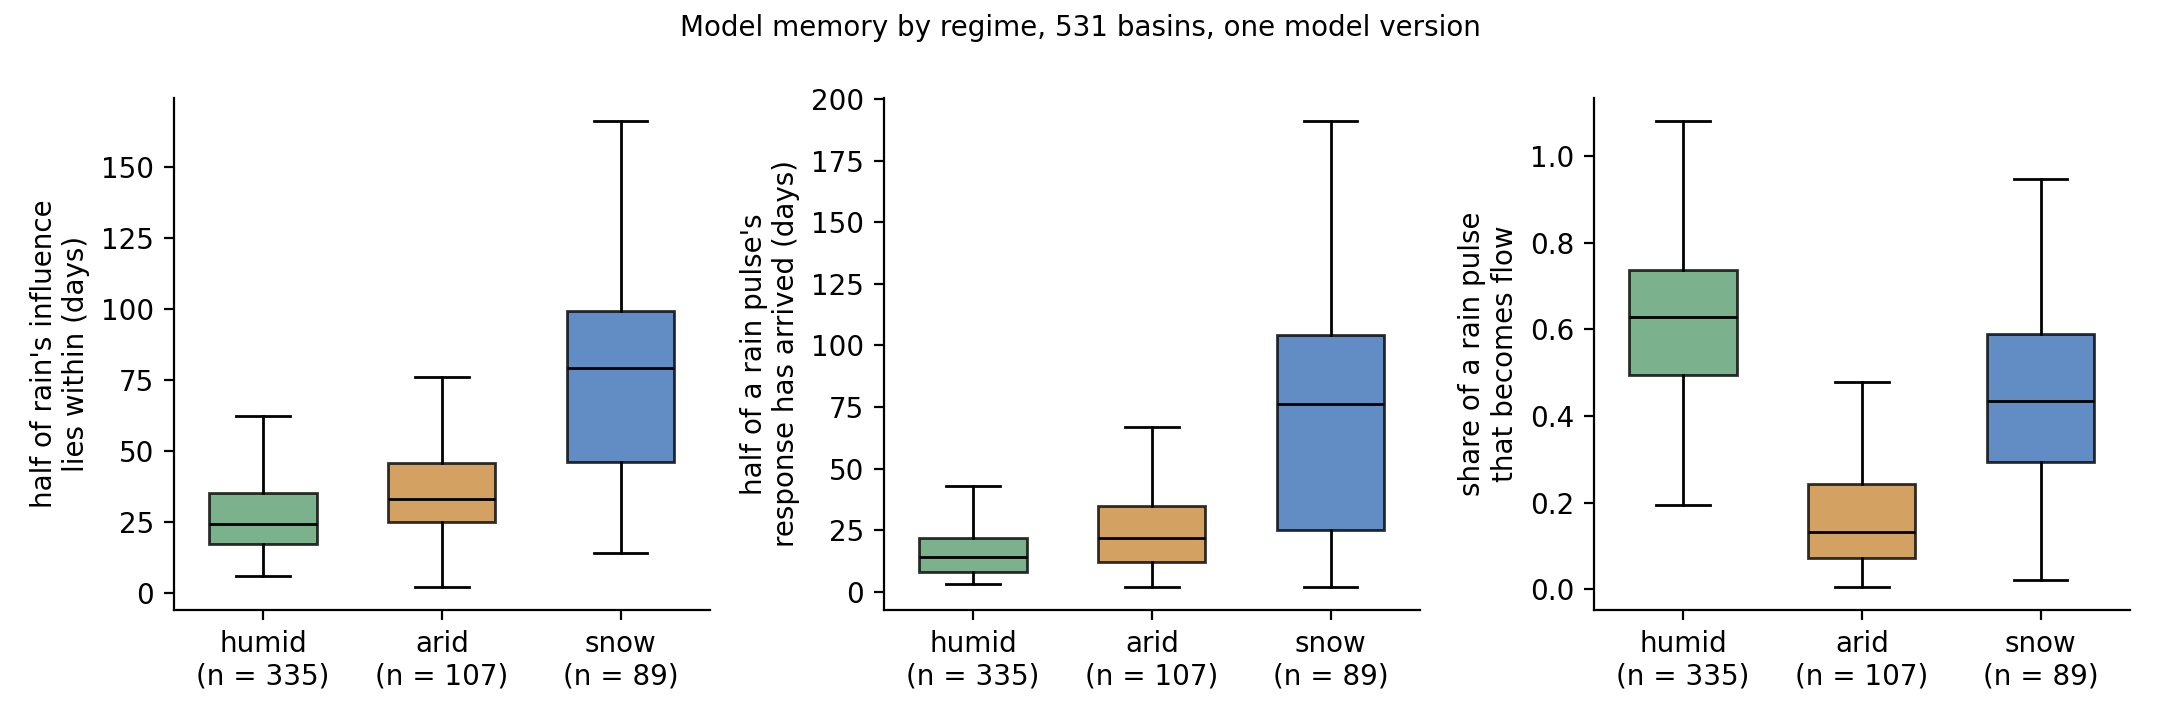 Model memory by regime, 531 basins, one model version
half of rain's influence
lies within (days)
150
125
100
75
50
25
0
humid
(n = 335)
arid
(n = 107)
snow
(n = 89)
half of a rain pulse's
response has arrived (days)
200
175
150
125
100
75
50
25
0
humid
(n = 335)
arid
(n = 107)
snow
(n = 89)
share of a rain pulse
that becomes flow
1.0
0.8
0.6
0.4
0.2
0.0
humid
(n = 335)
arid
(n = 107)
snow
(n = 89)